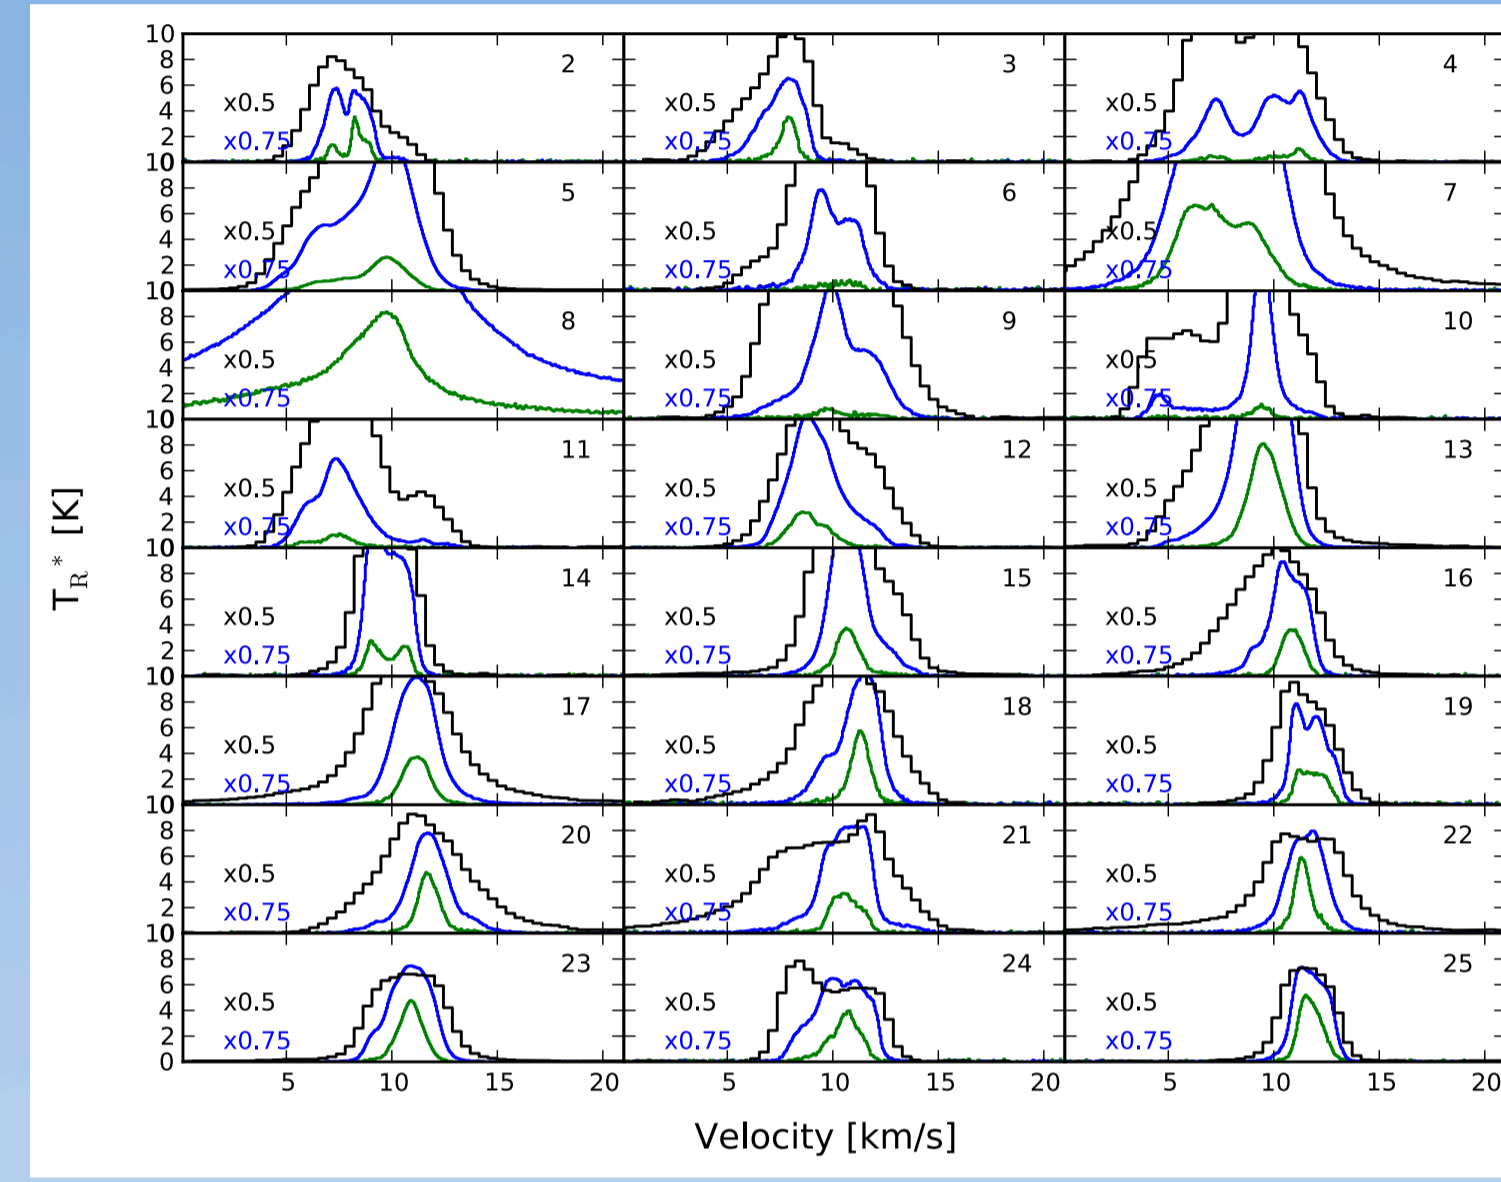 10 8 6 4 2 x0.5 x0.75 2 x0.5 x0.75 3 x0.5 x0.75 4
10 8 6 4 2 x0.5 x0.75 5 x0.5 x0.75 6 x0.5 x0.75 7
10 8 6 4 2 x0.5 x0.75 8 x0.5 x0.75 9 x0.5 x0.75 10
10 8 6 4 2 x0.5 x0.75 11 x0.5 x0.75 12 x0.5 x0.75 13
10 8 6 4 2 x0.5 x0.75 14 x0.5 x0.75 15 x0.5 x0.75 16
10 8 6 4 2 x0.5 x0.75 17 x0.5 x0.75 18 x0.5 x0.75 19
10 8 6 4 2 x0.5 x0.75 20 x0.5 x0.75 21 x0.5 x0.75 22
10 8 6 4 2 0 x0.5 x0.75 23 x0.5 x0.75 24 x0.5 x0.75 25
5 10 15 20 5 10 15 20 5 10 15 20
T_R* [K]
Velocity [km/s]